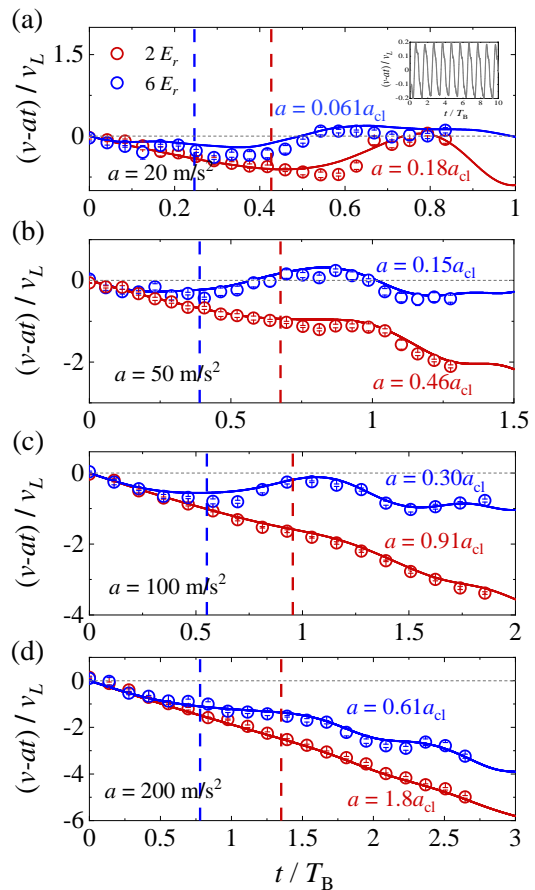 (a)
1.5
0
(v-at) / v_L
2 E_r
6 E_r
0.2
0.1
0
-0.1
-0.2
(v-at) / v_L
0 2 4 6 8 10
t / T_B
a = 0.061a_cl
a = 20 m/s²
a = 0.18a_cl
0 0.2 0.4 0.6 0.8 1
(b)
0
-2
(v-at) / v_L
a = 0.15a_cl
a = 0.46a_cl
a = 50 m/s²
0 0.5 1 1.5
(c)
0
-2
-4
(v-at) / v_L
a = 0.30a_cl
a = 0.91a_cl
a = 100 m/s²
0 0.5 1 1.5 2
(d)
0
-2
-4
-6
(v-at) / v_L
a = 0.61a_cl
a = 200 m/s²
a = 1.8a_cl
0 0.5 1 1.5 2 2.5 3
t / T_B